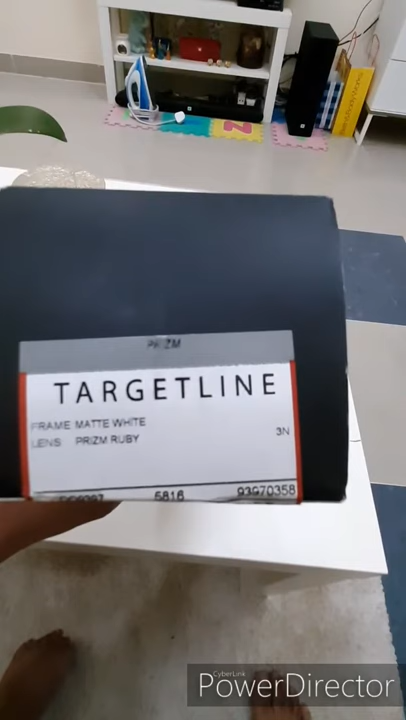 PRIZM
TARGETLINE
FRAME MATTE WHITE
LENS PRIZM RUBY
3N
5816 93970358
Z
CyberLink
PowerDirector